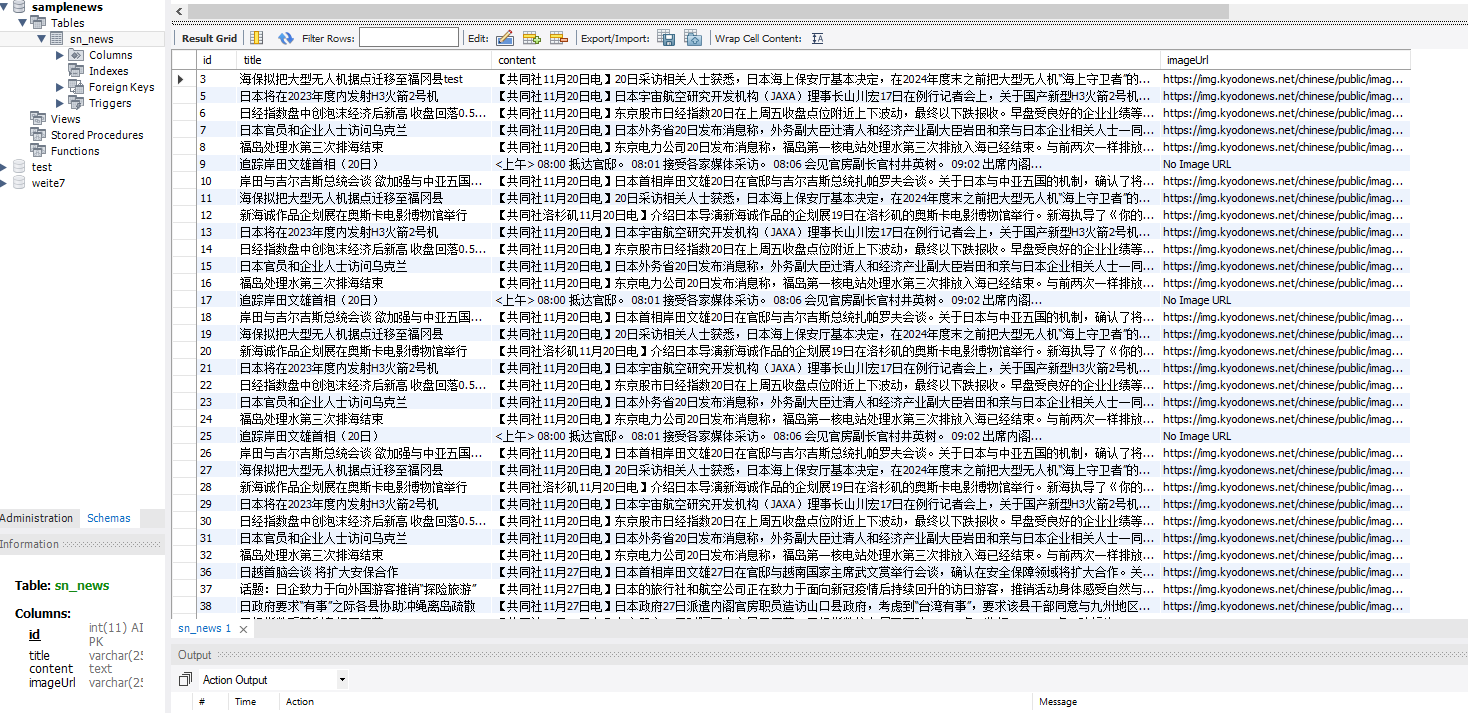 samplenews
Tables
sn_news
Columns
Indexes
Foreign Keys
Triggers
Views
Stored Procedures
Functions
test
weite7
Administration Schemas
Information
Table: sn_news
Columns:
id int(11) AI PK
title varchar(25
content text
imageUrl varchar(25
Result Grid Filter Rows: Edit: Export/Import: Wrap Cell Content:
id title content imageUrl
3 海保拟把大型无人机据点迁移至福冈县test 【共同社11月20日电】20日采访相关人士获悉，日本海上保安厅基本决定，在2024年度末之前把大型无人机“海上守卫者”的... https://img.kyodonews.net/chinese/public/imag...
5 日本将在2023年度内发射H3火箭2号机 【共同社11月20日电】日本宇宙航空研究开发机构（JAXA）理事长山川宏17日在例行记者会上，关于国产新型H3火箭2号机... https://img.kyodonews.net/chinese/public/imag...
6 日经指数盘中创泡沫经济后新高 收盘回落0.5... 【共同社11月20日电】东京股市日经指数20日在上周五收盘点位附近上下波动，最终以下跌报收。早盘受良好的企业业绩等... https://img.kyodonews.net/chinese/public/imag...
7 日本官员和企业人士访问乌克兰 【共同社11月20日电】日本外务省20日发布消息称，外务副大臣辻清人和经济产业副大臣岩田和亲与日本企业相关人士一同... https://img.kyodonews.net/chinese/public/imag...
8 福岛处理水第三次排海结束 【共同社11月20日电】东京电力公司20日发布消息称，福岛第一核电站处理水第三次排放入海已经结束。与前两次一样排放... https://img.kyodonews.net/chinese/public/imag...
9 追踪岸田文雄首相（20日） <上午> 08:00 抵达官邸。 08:01 接受各家媒体采访。 08:06 会见官房副长官村井英树。 09:02 出席内阁... No Image URL
10 岸田与吉尔吉斯总统会谈 欲加强与中亚五国... 【共同社11月20日电】日本首相岸田文雄20日在官邸与吉尔吉斯总统扎帕罗夫会谈。关于日本与中亚五国的机制，确认了将... https://img.kyodonews.net/chinese/public/imag...
11 海保拟把大型无人机据点迁移至福冈县 【共同社11月20日电】20日采访相关人士获悉，日本海上保安厅基本决定，在2024年度末之前把大型无人机“海上守卫者”的... https://img.kyodonews.net/chinese/public/imag...
12 新海诚作品企划展在奥斯卡电影博物馆举行 【共同社洛杉矶11月20日电】介绍日本导演新海诚作品的企划展19日在洛杉矶的奥斯卡电影博物馆举行。新海执导了《你的... https://img.kyodonews.net/chinese/public/imag...
13 日本将在2023年度内发射H3火箭2号机 【共同社11月20日电】日本宇宙航空研究开发机构（JAXA）理事长山川宏17日在例行记者会上，关于国产新型H3火箭2号机... https://img.kyodonews.net/chinese/public/imag...
14 日经指数盘中创泡沫经济后新高 收盘回落0.5... 【共同社11月20日电】东京股市日经指数20日在上周五收盘点位附近上下波动，最终以下跌报收。早盘受良好的企业业绩等... https://img.kyodonews.net/chinese/public/imag...
15 日本官员和企业人士访问乌克兰 【共同社11月20日电】日本外务省20日发布消息称，外务副大臣辻清人和经济产业副大臣岩田和亲与日本企业相关人士一同... https://img.kyodonews.net/chinese/public/imag...
16 福岛处理水第三次排海结束 【共同社11月20日电】东京电力公司20日发布消息称，福岛第一核电站处理水第三次排放入海已经结束。与前两次一样排放... https://img.kyodonews.net/chinese/public/imag...
17 追踪岸田文雄首相（20日） <上午> 08:00 抵达官邸。 08:01 接受各家媒体采访。 08:06 会见官房副长官村井英树。 09:02 出席内阁... No Image URL
18 岸田与吉尔吉斯总统会谈 欲加强与中亚五国... 【共同社11月20日电】日本首相岸田文雄20日在官邸与吉尔吉斯总统扎帕罗夫会谈。关于日本与中亚五国的机制，确认了将... https://img.kyodonews.net/chinese/public/imag...
19 海保拟把大型无人机据点迁移至福冈县 【共同社11月20日电】20日采访相关人士获悉，日本海上保安厅基本决定，在2024年度末之前把大型无人机“海上守卫者”的... https://img.kyodonews.net/chinese/public/imag...
20 新海诚作品企划展在奥斯卡电影博物馆举行 【共同社洛杉矶11月20日电】介绍日本导演新海诚作品的企划展19日在洛杉矶的奥斯卡电影博物馆举行。新海执导了《你的... https://img.kyodonews.net/chinese/public/imag...
21 日本将在2023年度内发射H3火箭2号机 【共同社11月20日电】日本宇宙航空研究开发机构（JAXA）理事长山川宏17日在例行记者会上，关于国产新型H3火箭2号机... https://img.kyodonews.net/chinese/public/imag...
22 日经指数盘中创泡沫经济后新高 收盘回落0.5... 【共同社11月20日电】东京股市日经指数20日在上周五收盘点位附近上下波动，最终以下跌报收。早盘受良好的企业业绩等... https://img.kyodonews.net/chinese/public/imag...
23 日本官员和企业人士访问乌克兰 【共同社11月20日电】日本外务省20日发布消息称，外务副大臣辻清人和经济产业副大臣岩田和亲与日本企业相关人士一同... https://img.kyodonews.net/chinese/public/imag...
24 福岛处理水第三次排海结束 【共同社11月20日电】东京电力公司20日发布消息称，福岛第一核电站处理水第三次排放入海已经结束。与前两次一样排放... https://img.kyodonews.net/chinese/public/imag...
25 追踪岸田文雄首相（20日） <上午> 08:00 抵达官邸。 08:01 接受各家媒体采访。 08:06 会见官房副长官村井英树。 09:02 出席内阁... No Image URL
26 岸田与吉尔吉斯总统会谈 欲加强与中亚五国... 【共同社11月20日电】日本首相岸田文雄20日在官邸与吉尔吉斯总统扎帕罗夫会谈。关于日本与中亚五国的机制，确认了将... https://img.kyodonews.net/chinese/public/imag...
27 海保拟把大型无人机据点迁移至福冈县 【共同社11月20日电】20日采访相关人士获悉，日本海上保安厅基本决定，在2024年度末之前把大型无人机“海上守卫者”的... https://img.kyodonews.net/chinese/public/imag...
28 新海诚作品企划展在奥斯卡电影博物馆举行 【共同社洛杉矶11月20日电】介绍日本导演新海诚作品的企划展19日在洛杉矶的奥斯卡电影博物馆举行。新海执导了《你的... https://img.kyodonews.net/chinese/public/imag...
29 日本将在2023年度内发射H3火箭2号机 【共同社11月20日电】日本宇宙航空研究开发机构（JAXA）理事长山川宏17日在例行记者会上，关于国产新型H3火箭2号机... https://img.kyodonews.net/chinese/public/imag...
30 日经指数盘中创泡沫经济后新高 收盘回落0.5... 【共同社11月20日电】东京股市日经指数20日在上周五收盘点位附近上下波动，最终以下跌报收。早盘受良好的企业业绩等... https://img.kyodonews.net/chinese/public/imag...
31 日本官员和企业人士访问乌克兰 【共同社11月20日电】日本外务省20日发布消息称，外务副大臣辻清人和经济产业副大臣岩田和亲与日本企业相关人士一同... https://img.kyodonews.net/chinese/public/imag...
32 福岛处理水第三次排海结束 【共同社11月20日电】东京电力公司20日发布消息称，福岛第一核电站处理水第三次排放入海已经结束。与前两次一样排放... https://img.kyodonews.net/chinese/public/imag...
36 日越首脑会谈 将扩大安保合作 【共同社11月27日电】日本首相岸田文雄27日在官邸与越南国家主席武文赏举行会谈，确认在安全保障领域将扩大合作。关... https://img.kyodonews.net/chinese/public/imag...
37 话题：日企致力于向外国游客推销“探险旅游” 【共同社11月27日电】日本的旅行社和航空公司正在致力于面向新冠疫情后持续回升的访日游客，推销活动身体感受自然与... https://img.kyodonews.net/chinese/public/imag...
38 日政府要求“有事”之际各县协助冲绳离岛疏散 【共同社11月27日电】日本政府27日派遣内阁官房职员造访山口县政府，考虑到“台湾有事”，要求该县干部同意与九州地区... https://img.kyodonews.net/chinese/public/imag...
sn_news 1
Output
Action Output
# Time Action Message